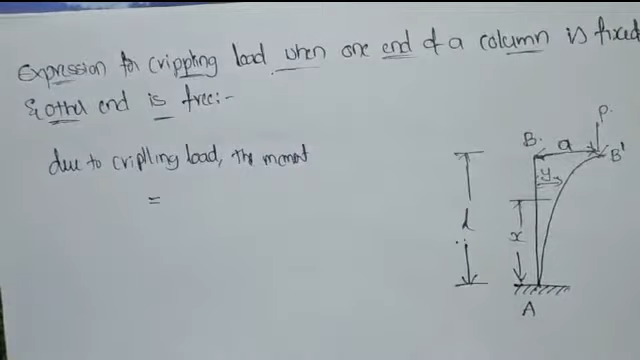 Expression for crippling load when one end of a column is fixed
& other end is free:-
due to cripling load, the moment
=
P.
B.
a
B'
y
l
x
A